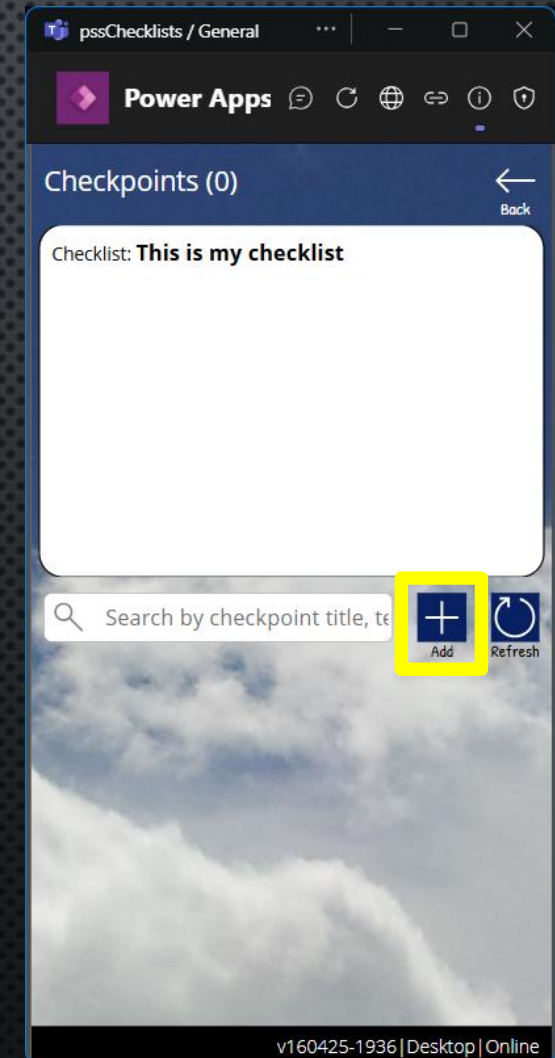 pssChecklists / General
Power Apps
Checkpoints (0)
Back
Checklist: This is my checklist
Search by checkpoint title, te
Add
Refresh
v160425-1936|Desktop|Online